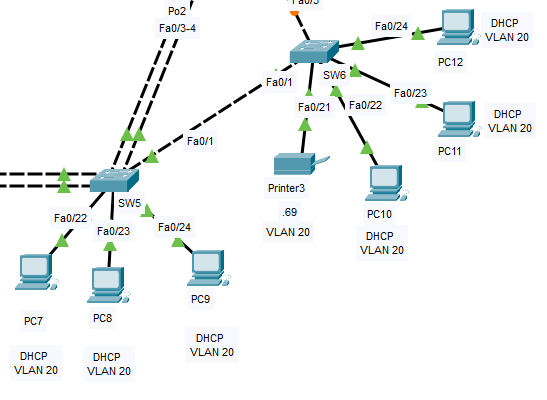 Po2
Fa0/3-4
Fa0/5
Fa0/24
DHCP
VLAN 20
PC12
SW6
Fa0/1
Fa0/23
Fa0/21
Fa0/22
DHCP
VLAN 20
PC11
Fa0/1
Printer3
.69
VLAN 20
PC10
DHCP
VLAN 20
SW5
Fa0/22
Fa0/23
Fa0/24
PC7
PC8
PC9
DHCP
VLAN 20
DHCP
VLAN 20
DHCP
VLAN 20